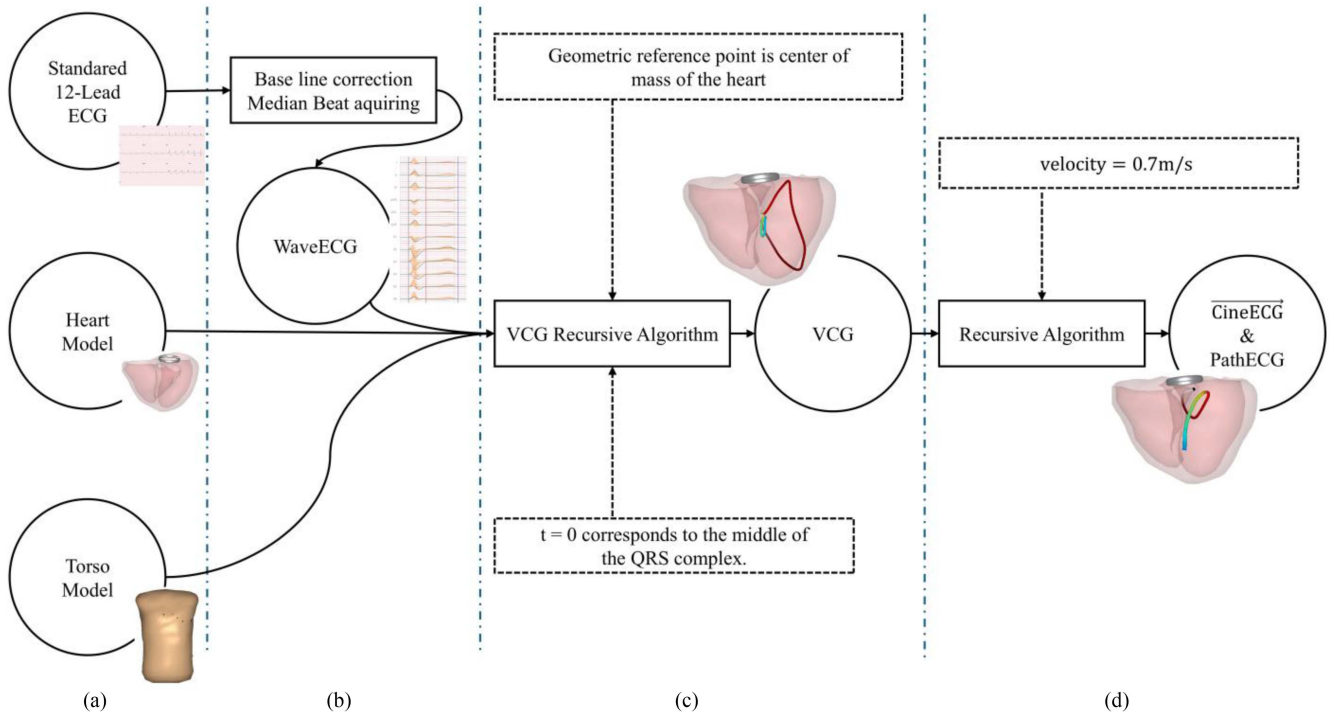 Standared
12-Lead
ECG
Base line correction
Median Beat aquiring
WaveECG
Heart
Model
Torso
Model
Geometric reference point is center of
mass of the heart
VCG Recursive Algorithm
t = 0 corresponds to the middle of
the QRS complex.
VCG
velocity = 0.7m/s
Recursive Algorithm
CineECG
&
PathECG
(a)
(b)
(c)
(d)